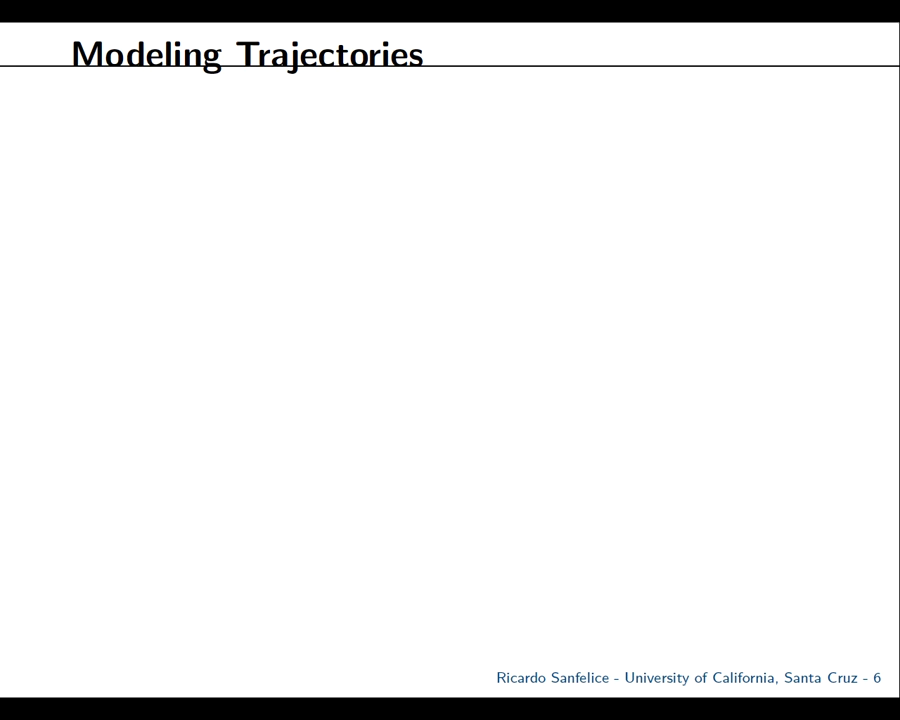 Modeling Trajectories
Ricardo Sanfelice - University of California, Santa Cruz - 6